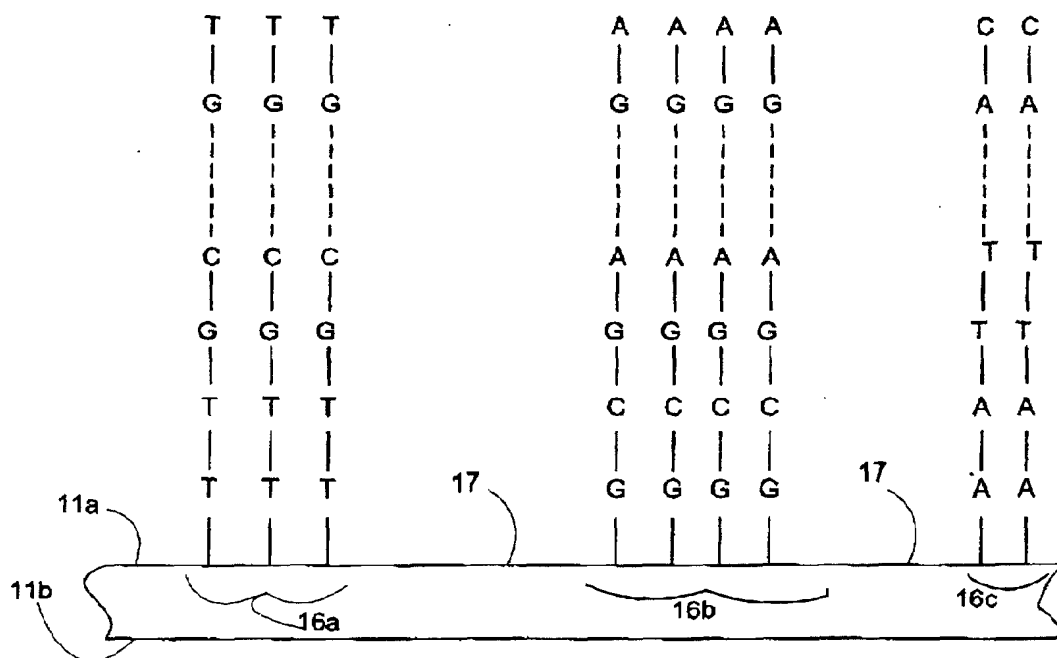 T T T A A A A C C
G G G G G G G A A
C C C A A A A T T
G G G G G G G T T
T T T C C C C A A
T T T G G G G A A
11a 17 17
11b 16a 16b 16c